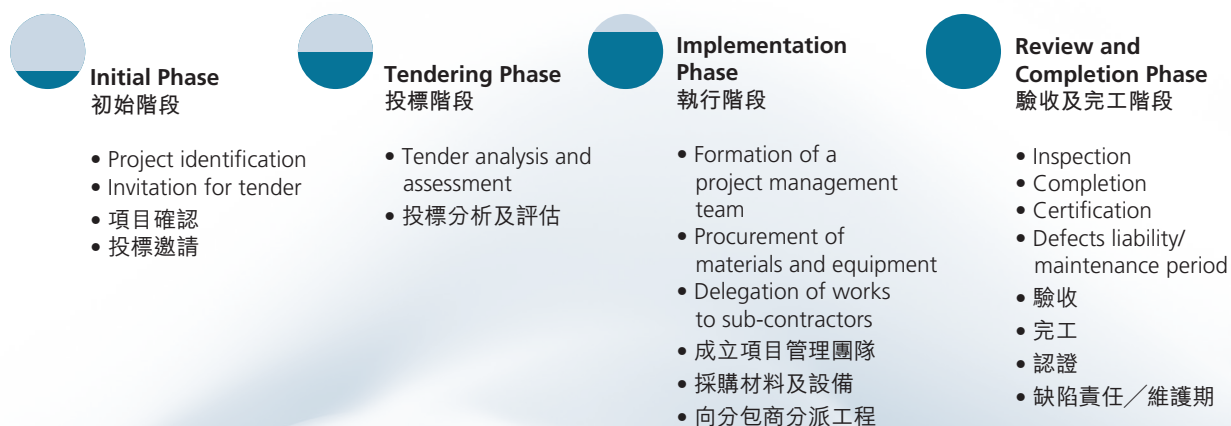 Initial Phase
初始階段
• Project identification
• Invitation for tender
• 項目確認
• 投標邀請
Tendering Phase
投標階段
• Tender analysis and
assessment
• 投標分析及評估
Implementation
Phase
執行階段
• Formation of a
project management
team
• Procurement of
materials and equipment
• Delegation of works
to sub-contractors
• 成立項目管理團隊
• 採購材料及設備
• 向分包商分派工程
Review and
Completion Phase
驗收及完工階段
• Inspection
• Completion
• Certification
• Defects liability/
maintenance period
• 驗收
• 完工
• 認證
• 缺陷責任／維護期